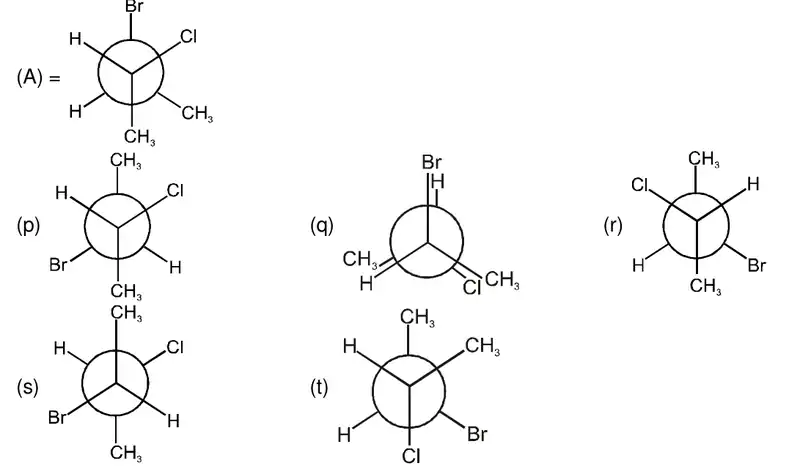 Br
H Cl
(A) =
H CH₃
CH₃
CH₃ Br CH₃
H Cl H Cl H
(p) (q) (r)
Br H CH₃ H Cl CH₃ H Br
CH₃ CH₃
CH₃ CH₃
H Cl H CH₃
(s) (t)
Br H H Br
CH₃ Cl